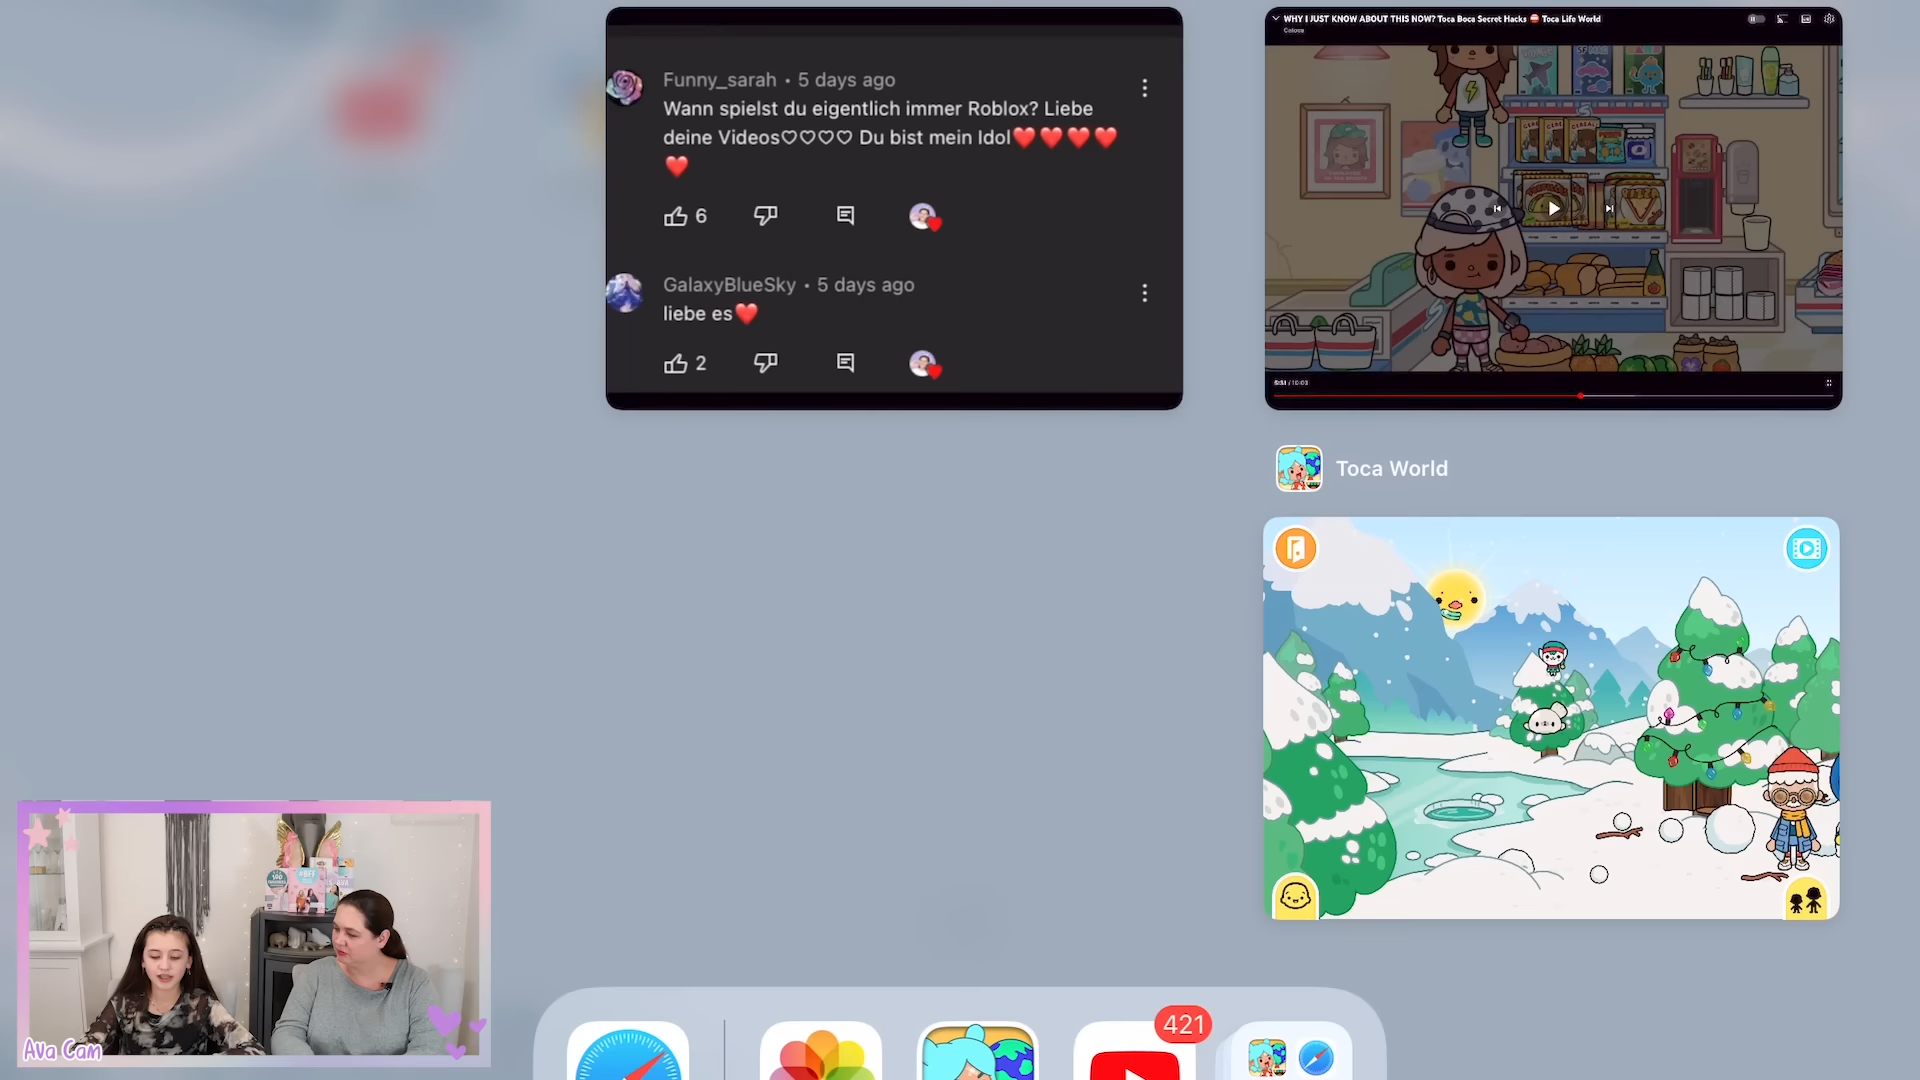 Funny_sarah • 5 days ago
Wann spielst du eigentlich immer Roblox? Liebe
deine Videos♡♡♡♡ Du bist mein Idol❤️❤️❤️❤️
❤️
6
GalaxyBlueSky • 5 days ago
liebe es❤️
2
WHY I JUST KNOW ABOUT THIS NOW? Toca Boca Secret Hacks ⛔ Toca Life World
CEREAL
PIZZA
Toca World
Ava Cam
421